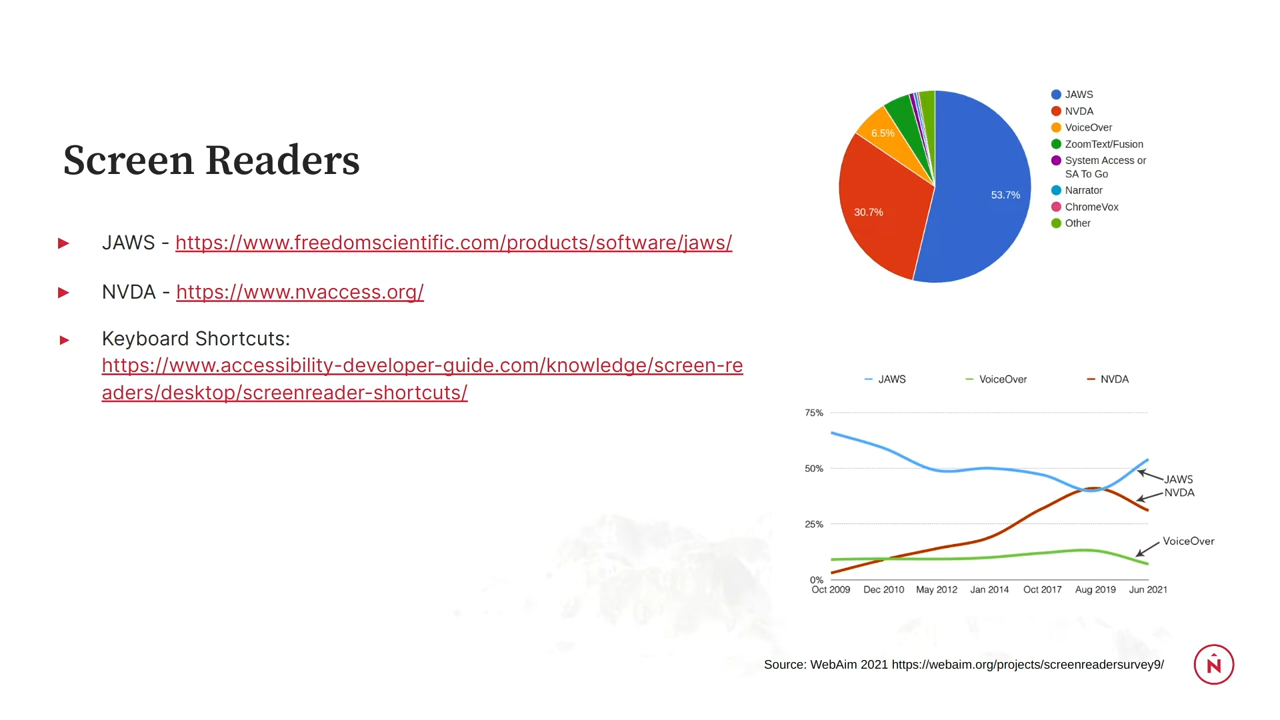 Screen Readers
► JAWS - https://www.freedomscientific.com/products/software/jaws/
► NVDA - https://www.nvaccess.org/
► Keyboard Shortcuts:
https://www.accessibility-developer-guide.com/knowledge/screen-re
aders/desktop/screenreader-shortcuts/
6.5%
53.7%
30.7%
JAWS
NVDA
VoiceOver
ZoomText/Fusion
System Access or
SA To Go
Narrator
ChromeVox
Other
JAWS VoiceOver NVDA
75%
50%
25%
0%
JAWS
NVDA
VoiceOver
Oct 2009 Dec 2010 May 2012 Jan 2014 Oct 2017 Aug 2019 Jun 2021
Source: WebAim 2021 https://webaim.org/projects/screenreadersurvey9/
N